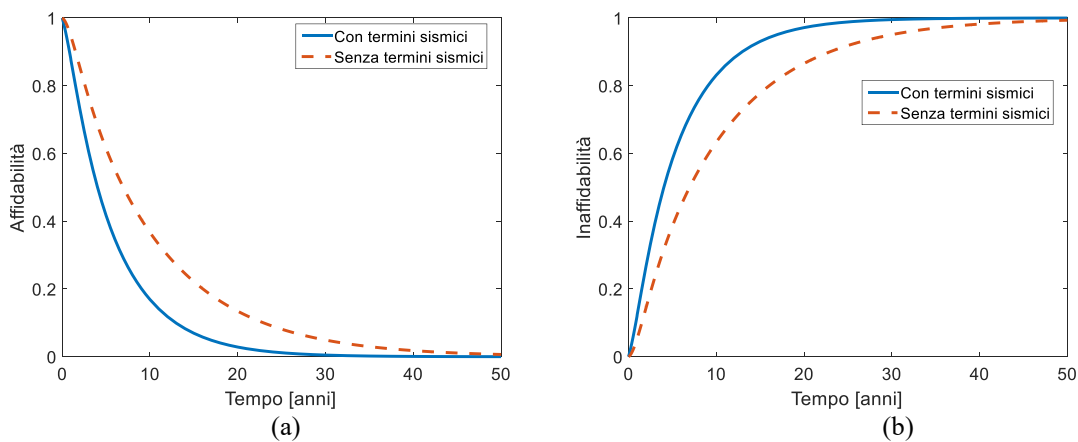 1
0.8
0.6
0.4
0.2
0
Affidabilità
Con termini sismici
Senza termini sismici
0 10 20 30 40 50
Tempo [anni]
(a)
1
0.8
0.6
0.4
0.2
0
Inaffidabilità
Con termini sismici
Senza termini sismici
0 10 20 30 40 50
Tempo [anni]
(b)